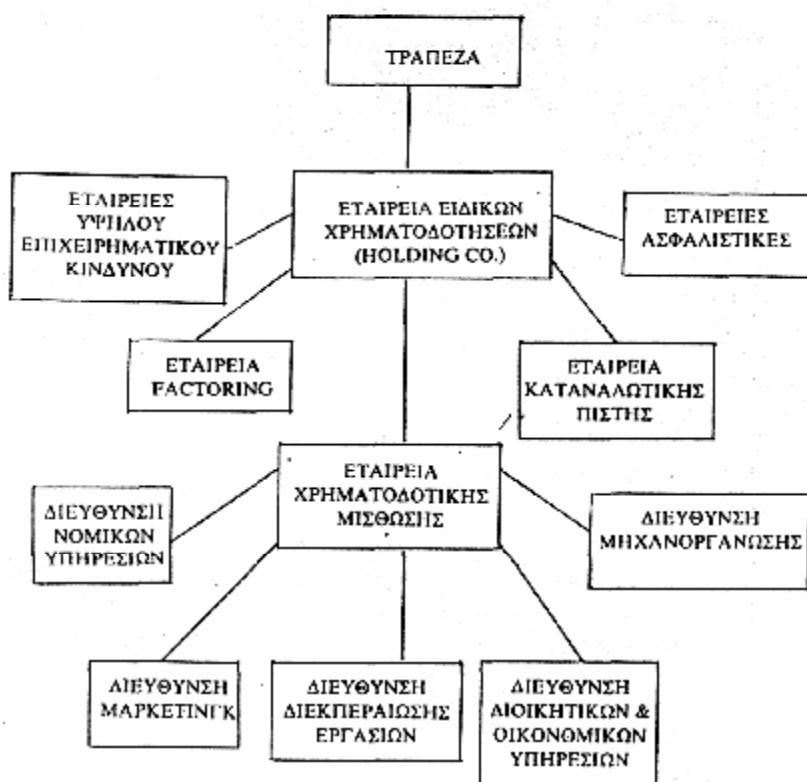 ΤΡΑΠΕΖΑ
ΕΤΑΙΡΕΙΕΣ
ΥΨΗΛΟΥ
ΕΠΙΧΕΙΡΗΜΑΤΙΚΟΥ
ΚΙΝΔΥΝΟΥ
ΕΤΑΙΡΕΙΑ ΕΙΔΙΚΩΝ
ΧΡΗΜΑΤΟΔΟΤΗΣΕΩΝ
(HOLDING CO.)
ΕΤΑΙΡΕΙΕΣ
ΑΣΦΑΛΙΣΤΙΚΕΣ
ΕΤΑΙΡΕΙΑ
FACTORING
ΕΤΑΙΡΕΙΑ
ΚΑΤΑΝΑΛΩΤΙΚΗΣ
ΠΙΣΤΗΣ
ΕΤΑΙΡΕΙΑ
ΧΡΗΜΑΤΟΔΟΤΙΚΗΣ
ΜΙΣΘΩΣΗΣ
ΔΙΕΥΘΥΝΣΗ
ΝΟΜΙΚΩΝ
ΥΠΗΡΕΣΙΩΝ
ΔΙΕΥΘΥΝΣΗ
ΜΗΧΑΝΟΡΓΑΝΩΣΗΣ
ΔΙΕΥΘΥΝΣΗ
ΜΑΡΚΕΤΙΝΓΚ
ΔΙΕΥΘΥΝΣΗ
ΔΙΕΚΠΕΡΑΙΩΣΗΣ
ΕΡΓΑΣΙΩΝ
ΔΙΕΥΘΥΝΣΗ
ΔΙΟΙΚΗΤΙΚΩΝ &
ΟΙΚΟΝΟΜΙΚΩΝ
ΥΠΗΡΕΣΙΩΝ